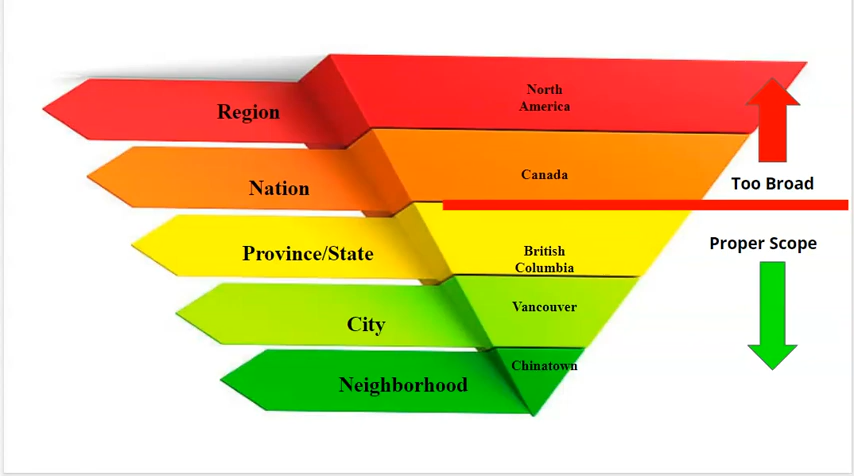 Region
North
America
Nation
Canada
Too Broad
Province/State
British
Columbia
Proper Scope
City
Vancouver
Neighborhood
Chinatown